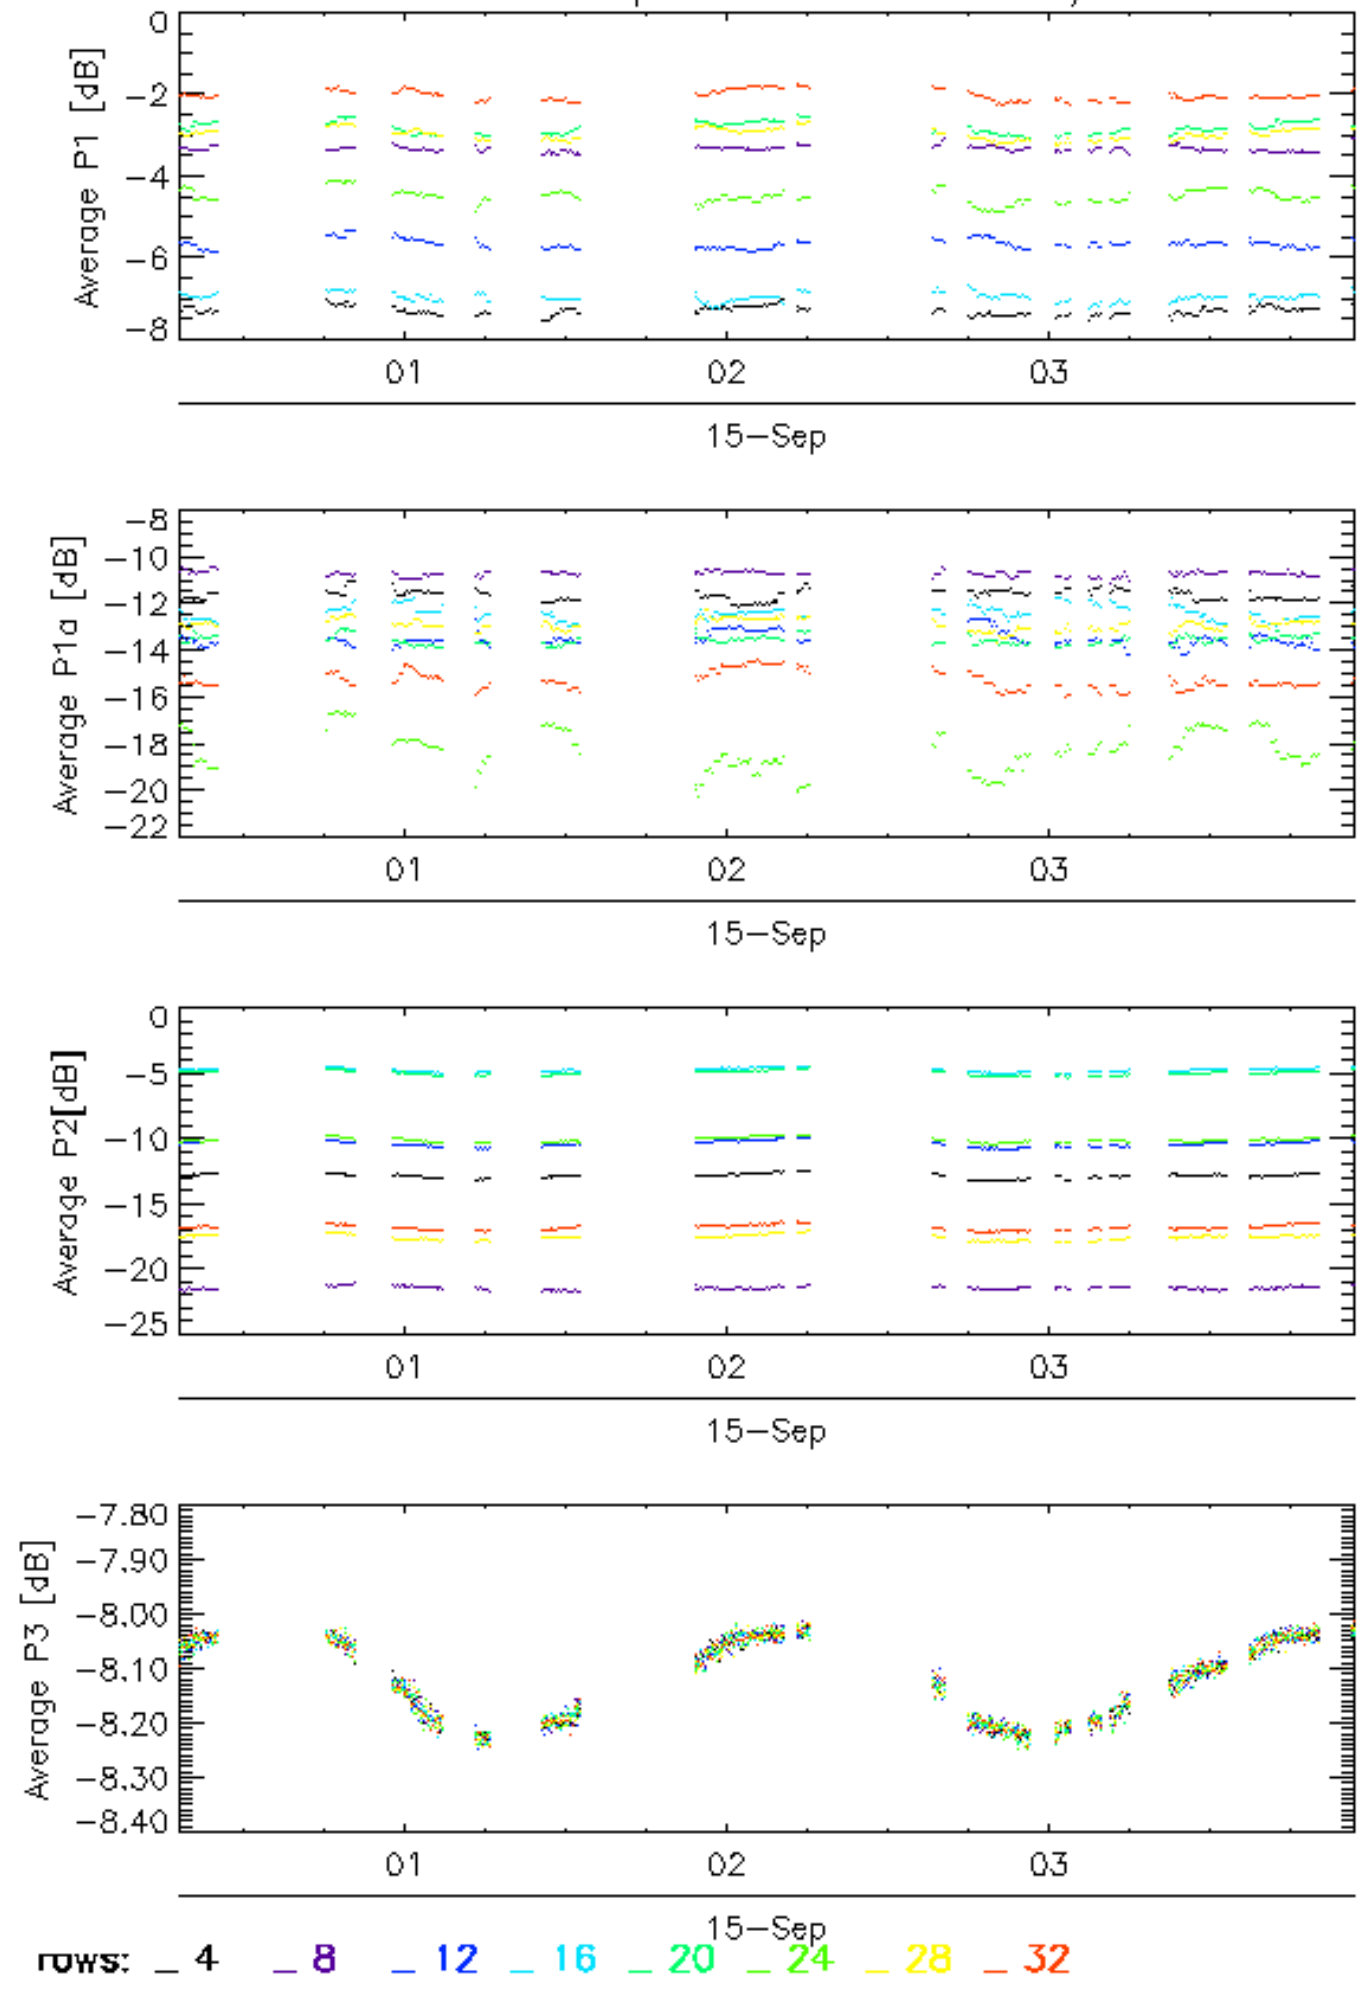 0
−2
−4
−6
−8
Average P1 [dB]
01 02 03
15−Sep
−8
−10
−12
−14
−16
−18
−20
−22
Average P1a [dB]
01 02 03
15−Sep
0
−5
−10
−15
−20
−25
Average P2[dB]
01 02 03
15−Sep
−7.80
−7.90
−8.00
−8.10
−8.20
−8.30
−8.40
Average P3 [dB]
01 02 03
15−Sep
rows: _ 4 _ 8 _ 12 _ 16 _ 20 _ 24 _ 28 _ 32